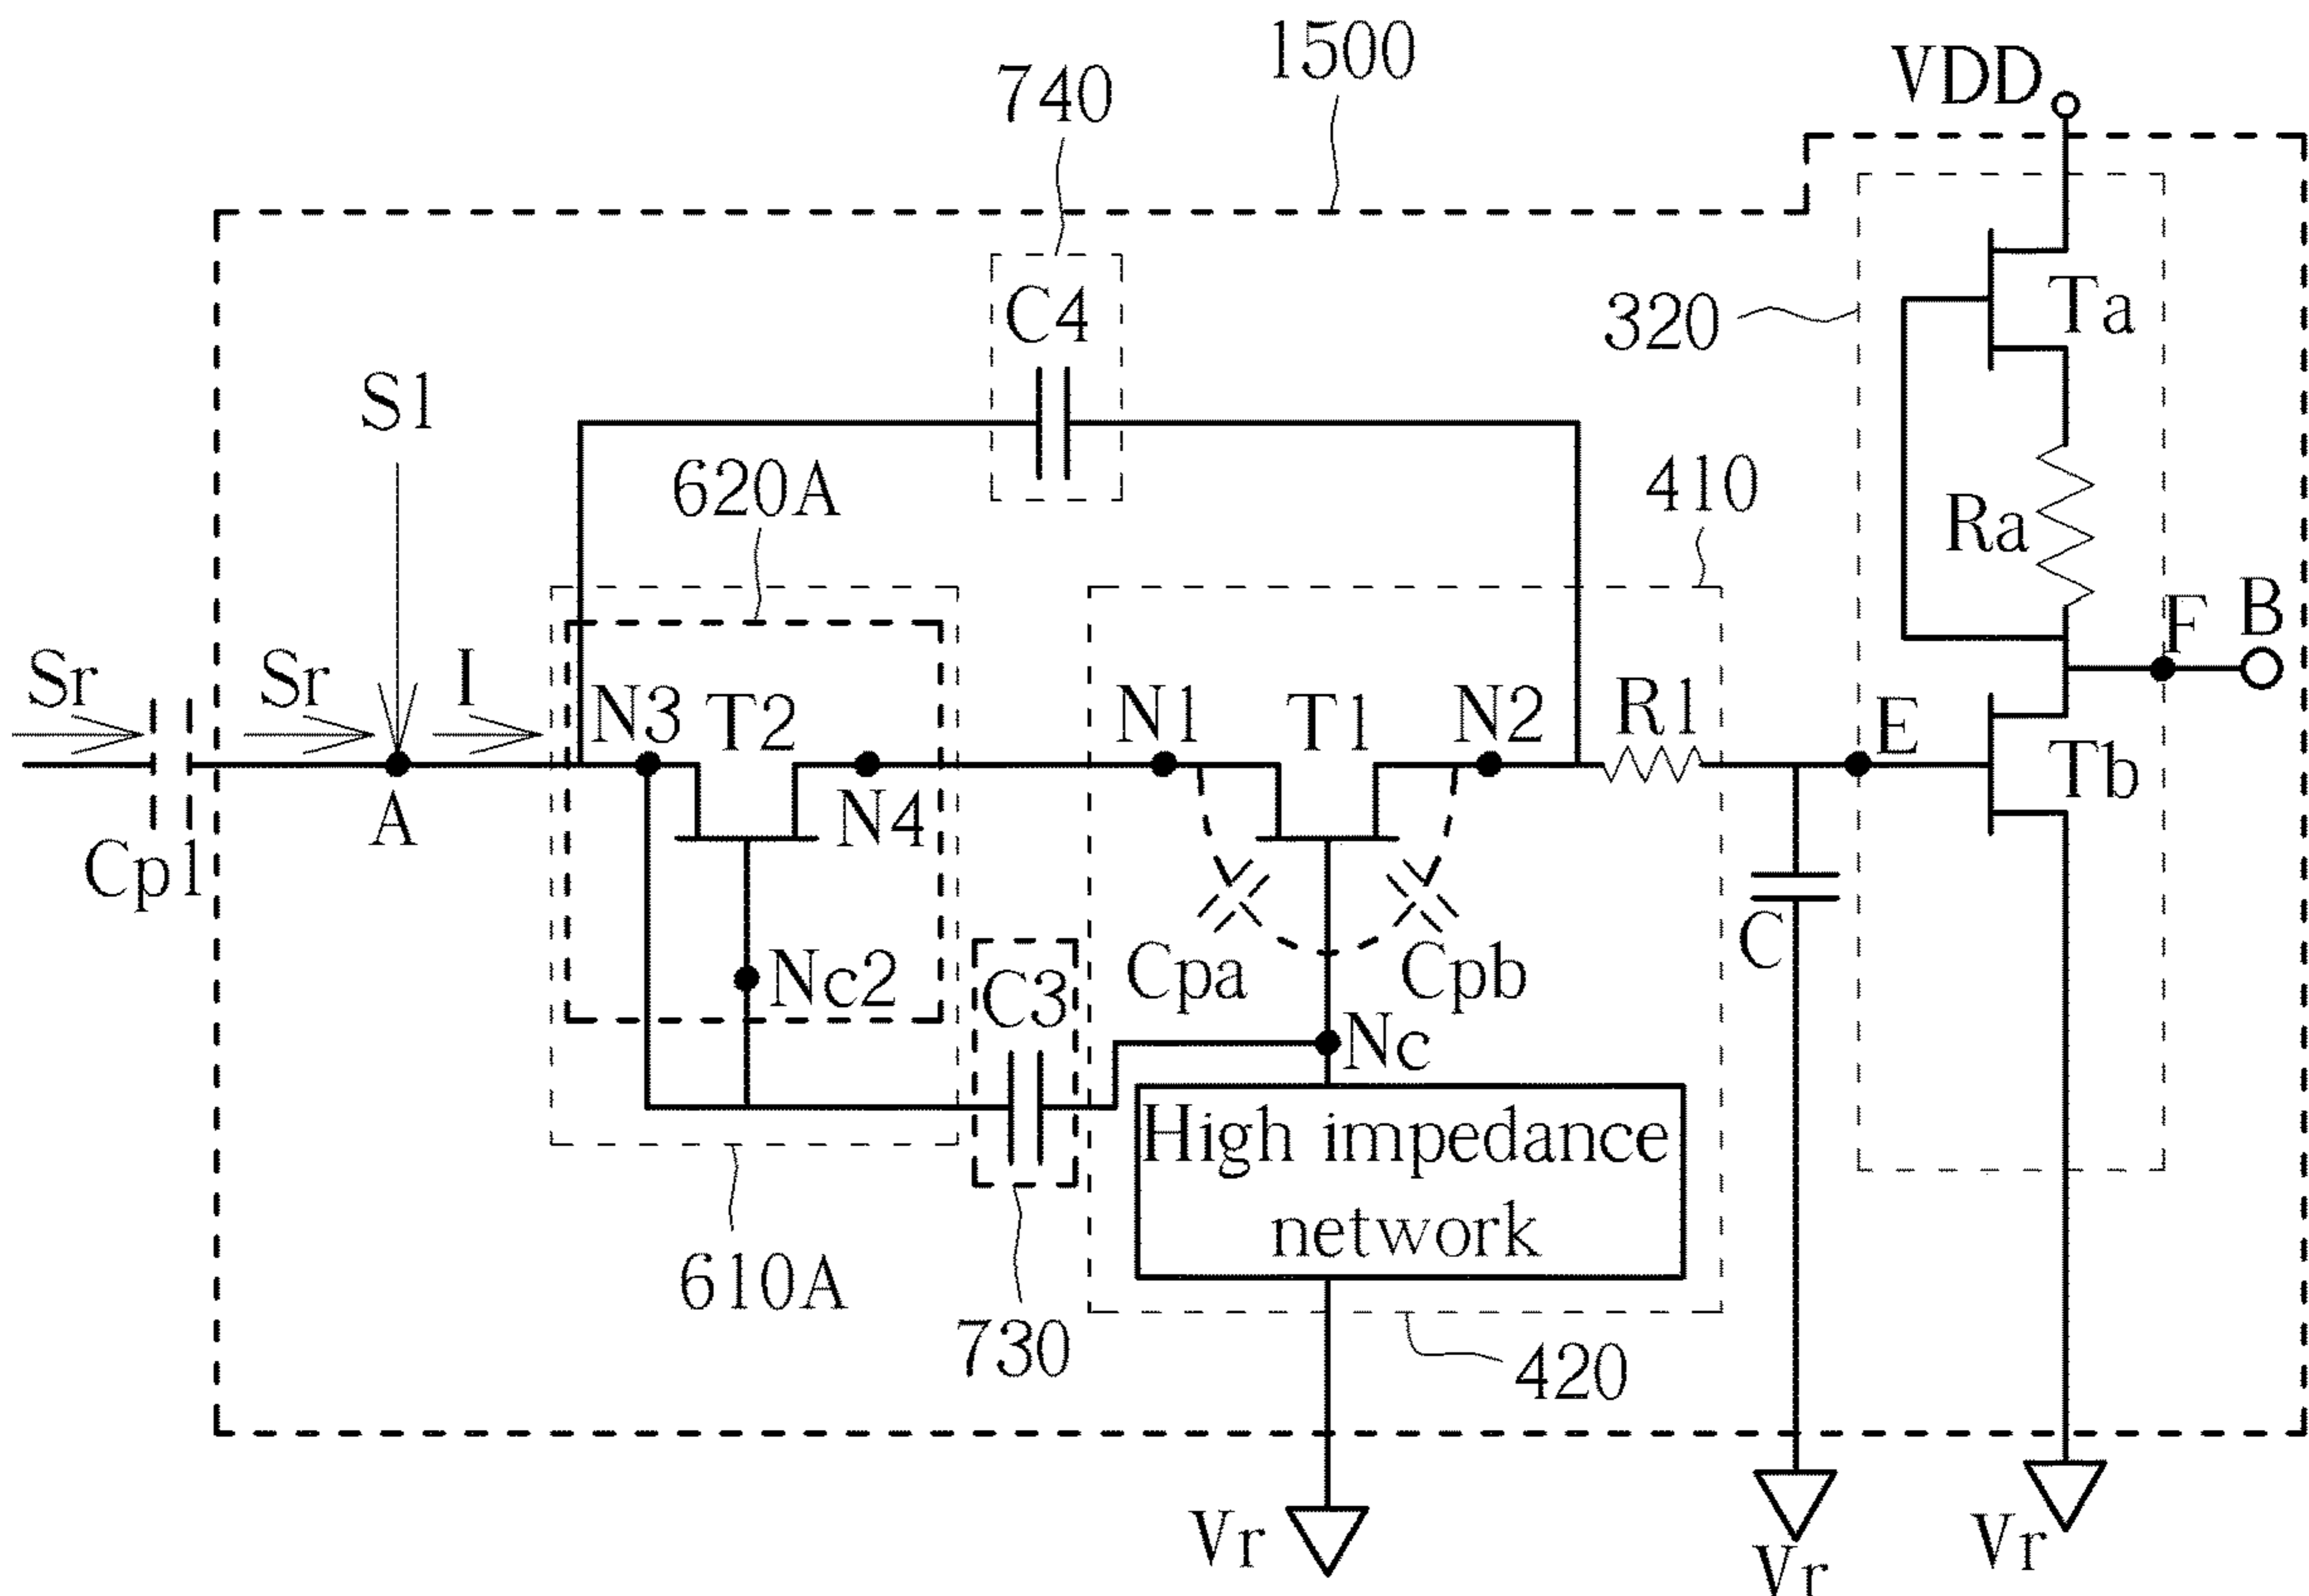 1500
740
VDD
C4
Ta
320
S1
620A
410
Ra
F
B
Sr
Sr
I
N3
T2
N1
T1
N2
R1
E
Tb
A
N4
Cp1
Nc2
C3
Cpa
Cpb
C
Nc
High impedance
network
610A
730
420
Vr
Vr
Vr